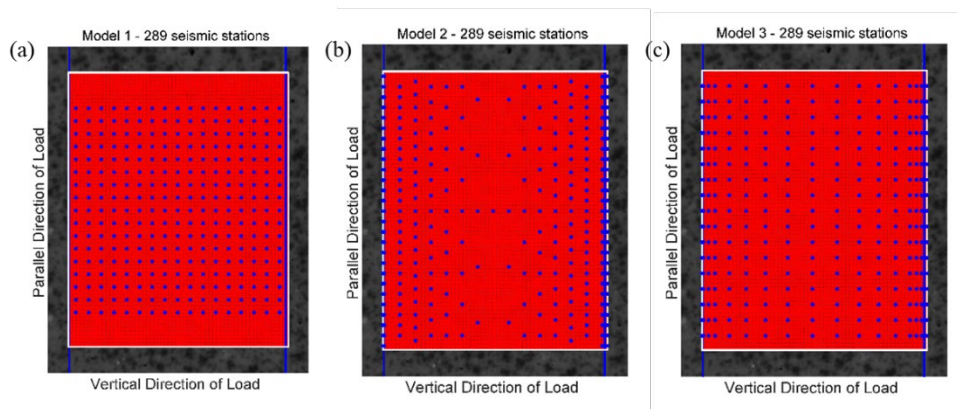 (a)
Model 1 - 289 seismic stations
Parallel Direction of Load
Vertical Direction of Load
(b)
Model 2 - 289 seismic stations
Parallel Direction of Load
Vertical Direction of Load
(c)
Model 3 - 289 seismic stations
Parallel Direction of Load
Vertical Direction of Load